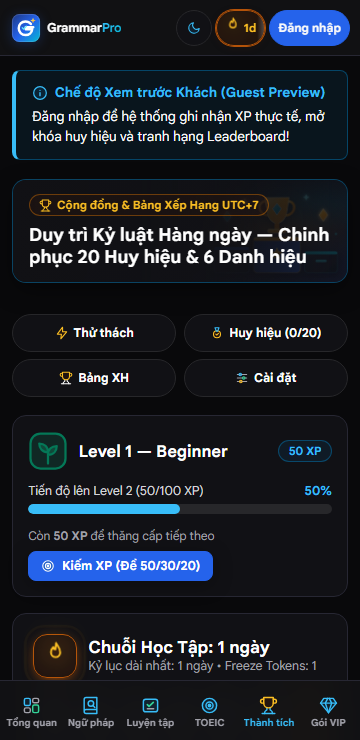 GrammarPro
1d
Đăng nhập
Chế độ Xem trước Khách (Guest Preview)
Đăng nhập để hệ thống ghi nhận XP thực tế, mở
khóa huy hiệu và tranh hạng Leaderboard!
Cộng đồng & Bảng Xếp Hạng UTC+7
Duy trì Kỷ luật Hàng ngày — Chinh
phục 20 Huy hiệu & 6 Danh hiệu
Thử thách
Huy hiệu (0/20)
Bảng XH
Cài đặt
Level 1 — Beginner
50 XP
Tiến độ lên Level 2 (50/100 XP)
50%
Còn 50 XP để thăng cấp tiếp theo
Kiếm XP (Đề 50/30/20)
Chuỗi Học Tập: 1 ngày
Kỷ lục dài nhất: 1 ngày • Freeze Tokens: 1
Tổng quan
Ngữ pháp
Luyện tập
TOEIC
Thành tích
Gói VIP